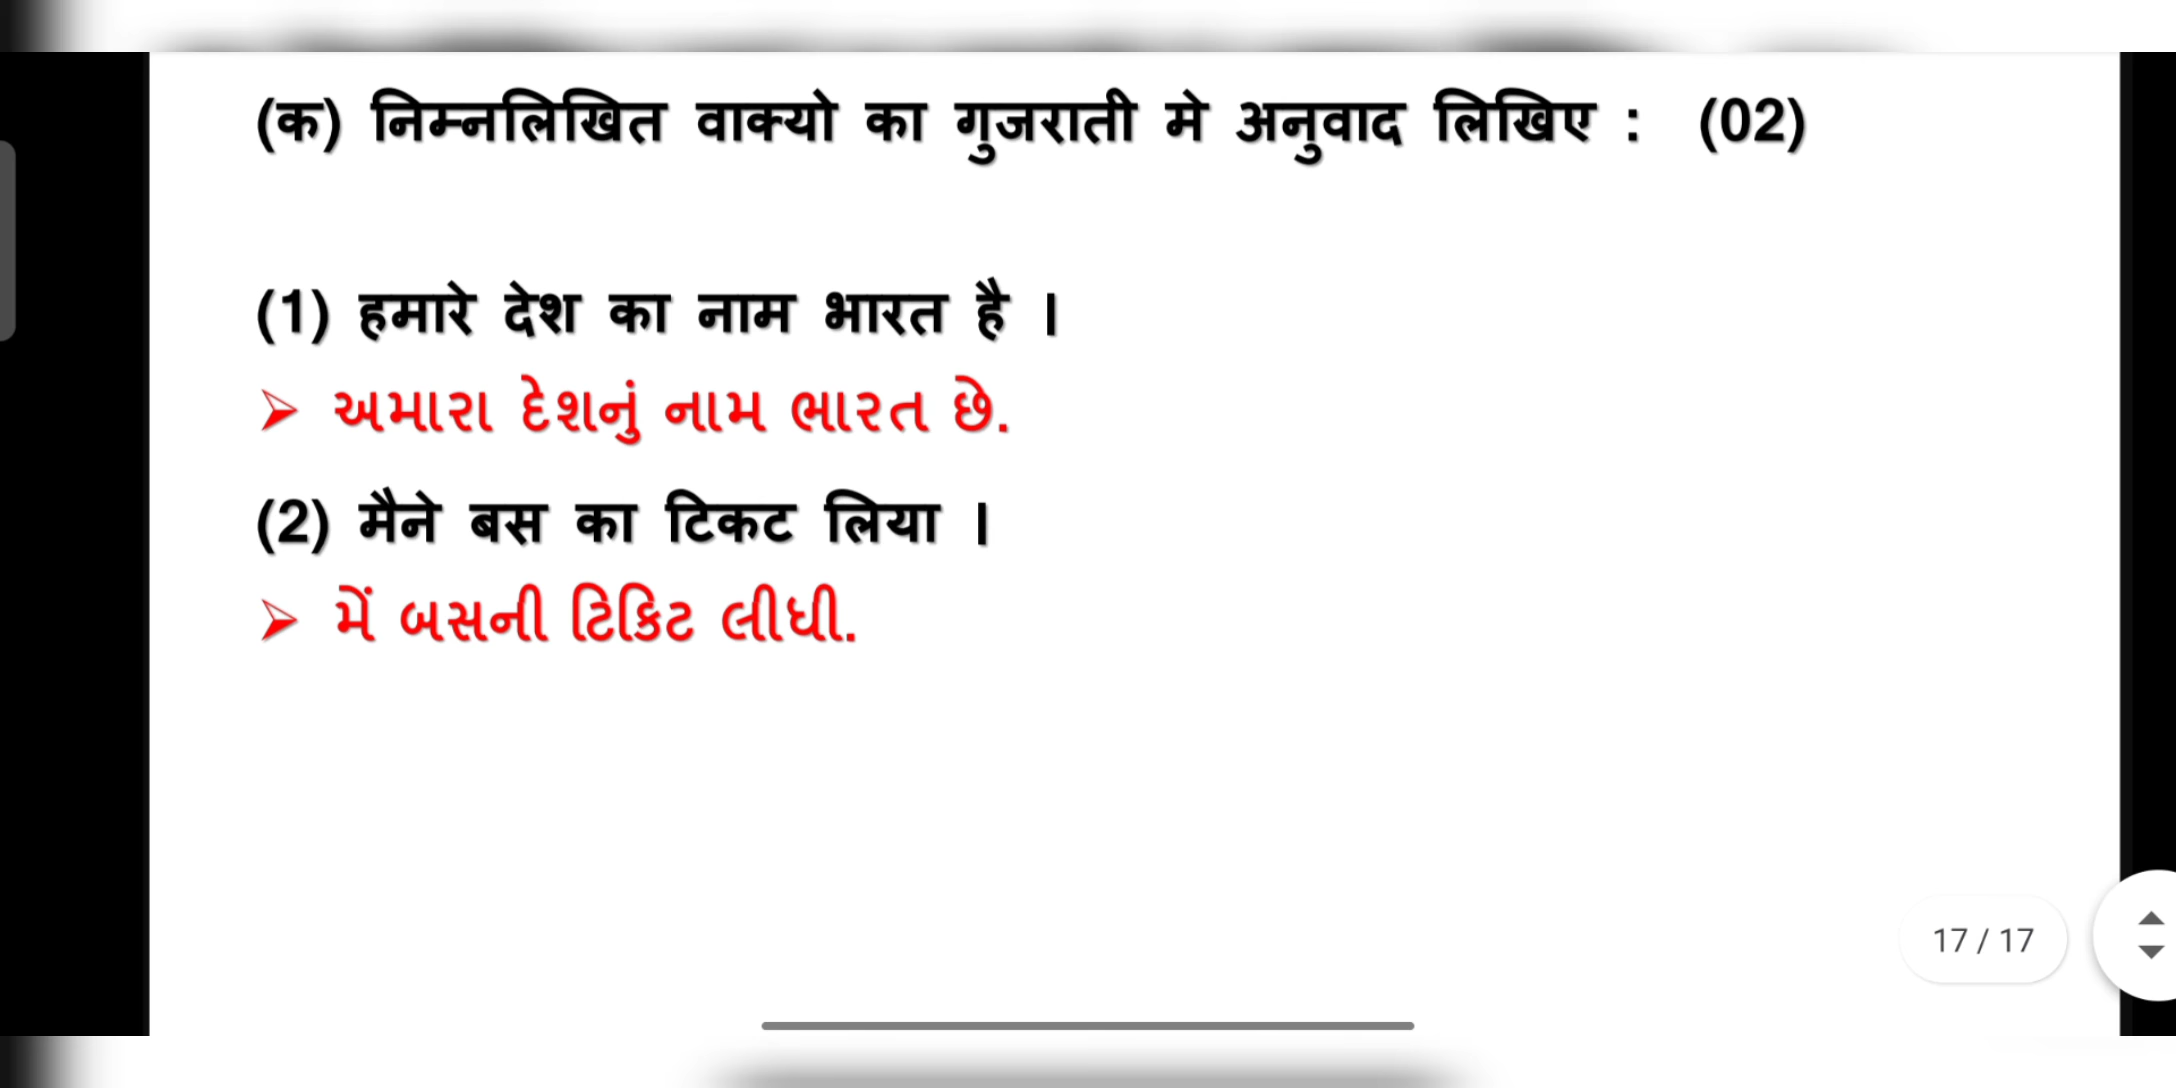 (क) निम्नलिखित वाक्यो का गुजराती मे अनुवाद लिखिए : (02)
(1) हमारे देश का नाम भारत है ।
➢ અમારા દેશનું નામ ભારત છે.
(2) मैने बस का टिकट लिया ।
➢ મેં બસની ટિકિટ લીધી.
17 / 17